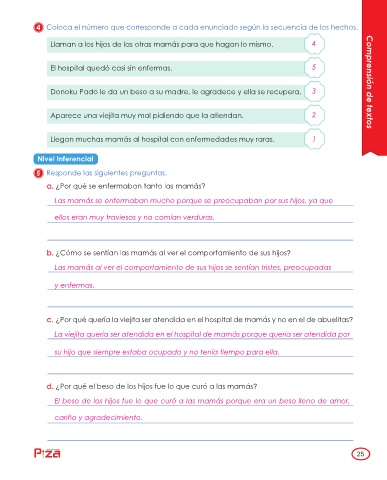 4 Coloca el número que corresponde a cada enunciado según la secuencia de los hechos.
Llaman a los hijos de las otras mamás para que hagan lo mismo. 4
El hospital quedó casi sin enfermas. 5
Donoku Pado le da un beso a su madre, le agradece y ella se recupera. 3
Aparece una viejita muy mal pidiendo que la atiendan. 2
Llegan muchas mamás al hospital con enfermedades muy raras. 1
Comprensión de textos
Nivel Inferencial
5 Responde las siguientes preguntas.
a. ¿Por qué se enfermaban tanto las mamás?
Las mamás se enfermaban mucho porque se preocupaban por sus hijos, ya que
ellos eran muy traviesos y no comían verduras.
b. ¿Cómo se sentían las mamás al ver el comportamiento de sus hijos?
Las mamás al ver el comportamiento de sus hijos se sentían tristes, preocupadas
y enfermas.
c. ¿Por qué quería la viejita ser atendida en el hospital de mamás y no en el de abuelitas?
La viejita quería ser atendida en el hospital de mamás porque quería ser atendida por
su hijo que siempre estaba ocupado y no tenía tiempo para ella.
d. ¿Por qué el beso de los hijos fue lo que curó a las mamás?
El beso de los hijos fue lo que curó a las mamás porque era un beso lleno de amor,
cariño y agradecimiento.
Piza
25